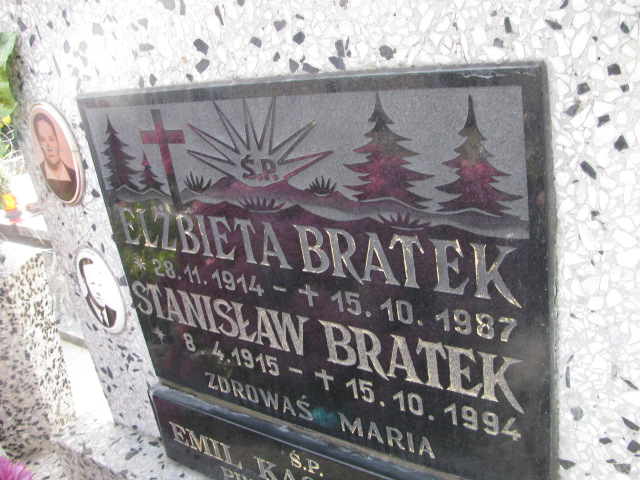 Ś.P.
ELŻBIETA BRATEK
* 28.11.1914 – + 15.10.1987
STANISŁAW BRATEK
* 8.4.1915 – + 15.10.1994
ZDROWAŚ MARIA
Ś.P.
EMIL